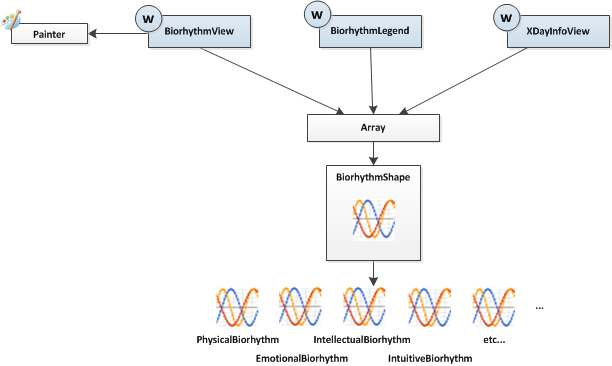 W
W
W
Painter
BiorhythmView
BiorhythmLegend
XDayInfoView
Array
BiorhythmShape
...
PhysicalBiorhythm
IntellectualBiorhythm
etc...
EmotionalBiorhythm
IntuitiveBiorhythm